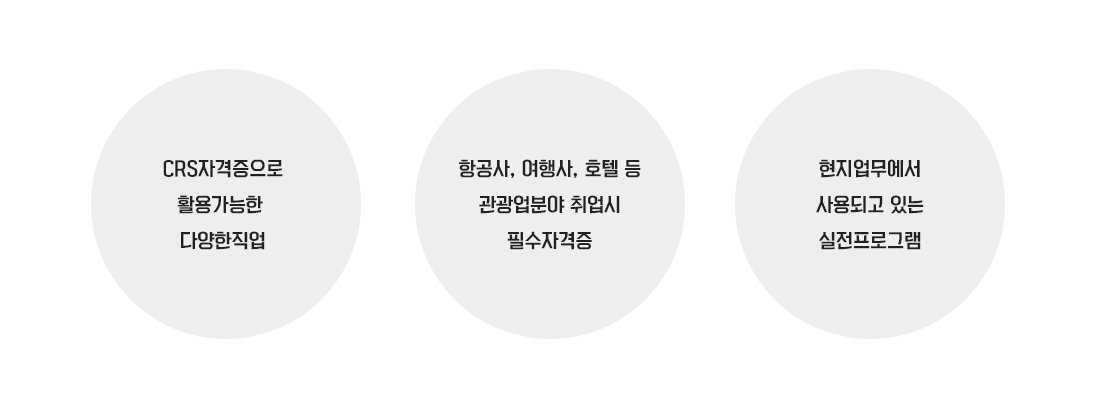 CRS자격증으로
활용가능한
다양한직업
항공사, 여행사, 호텔 등
관광업분야 취업시
필수자격증
현지업무에서
사용되고 있는
실전프로그램